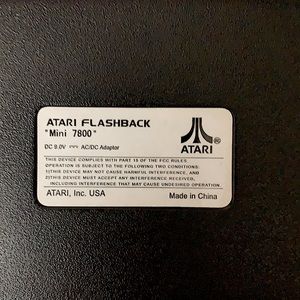 ATARI FLASHBACK
"Mini 7800"
DC 9.0V ⎓ AC/DC Adaptor
ATARI®
THIS DEVICE COMPLIES WITH PART 15 OF THE FCC RULES
OPERATION IS SUBJECT TO THE FOLLOWING TWO CONDITIONS:
1)THIS DEVICE MAY NOT CAUSE HARMFUL INTERFERENCE, AND
2)THIS DEVICE MUST ACCEPT ANY INTERFERENCE RECEIVED,
INCLUDING INTERFERENCE THAT MAY CAUSE UNDESIRED OPERATION.
ATARI, Inc. USA
Made in China